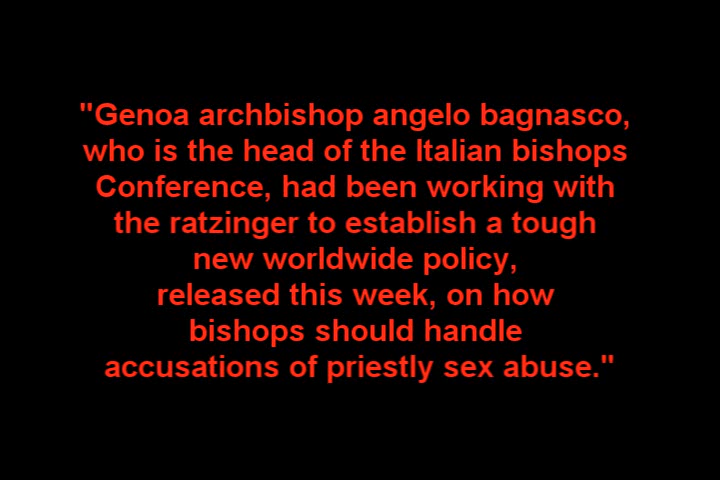 "Genoa archbishop angelo bagnasco,
who is the head of the Italian bishops
Conference, had been working with
the ratzinger to establish a tough
new worldwide policy,
released this week, on how
bishops should handle
accusations of priestly sex abuse."